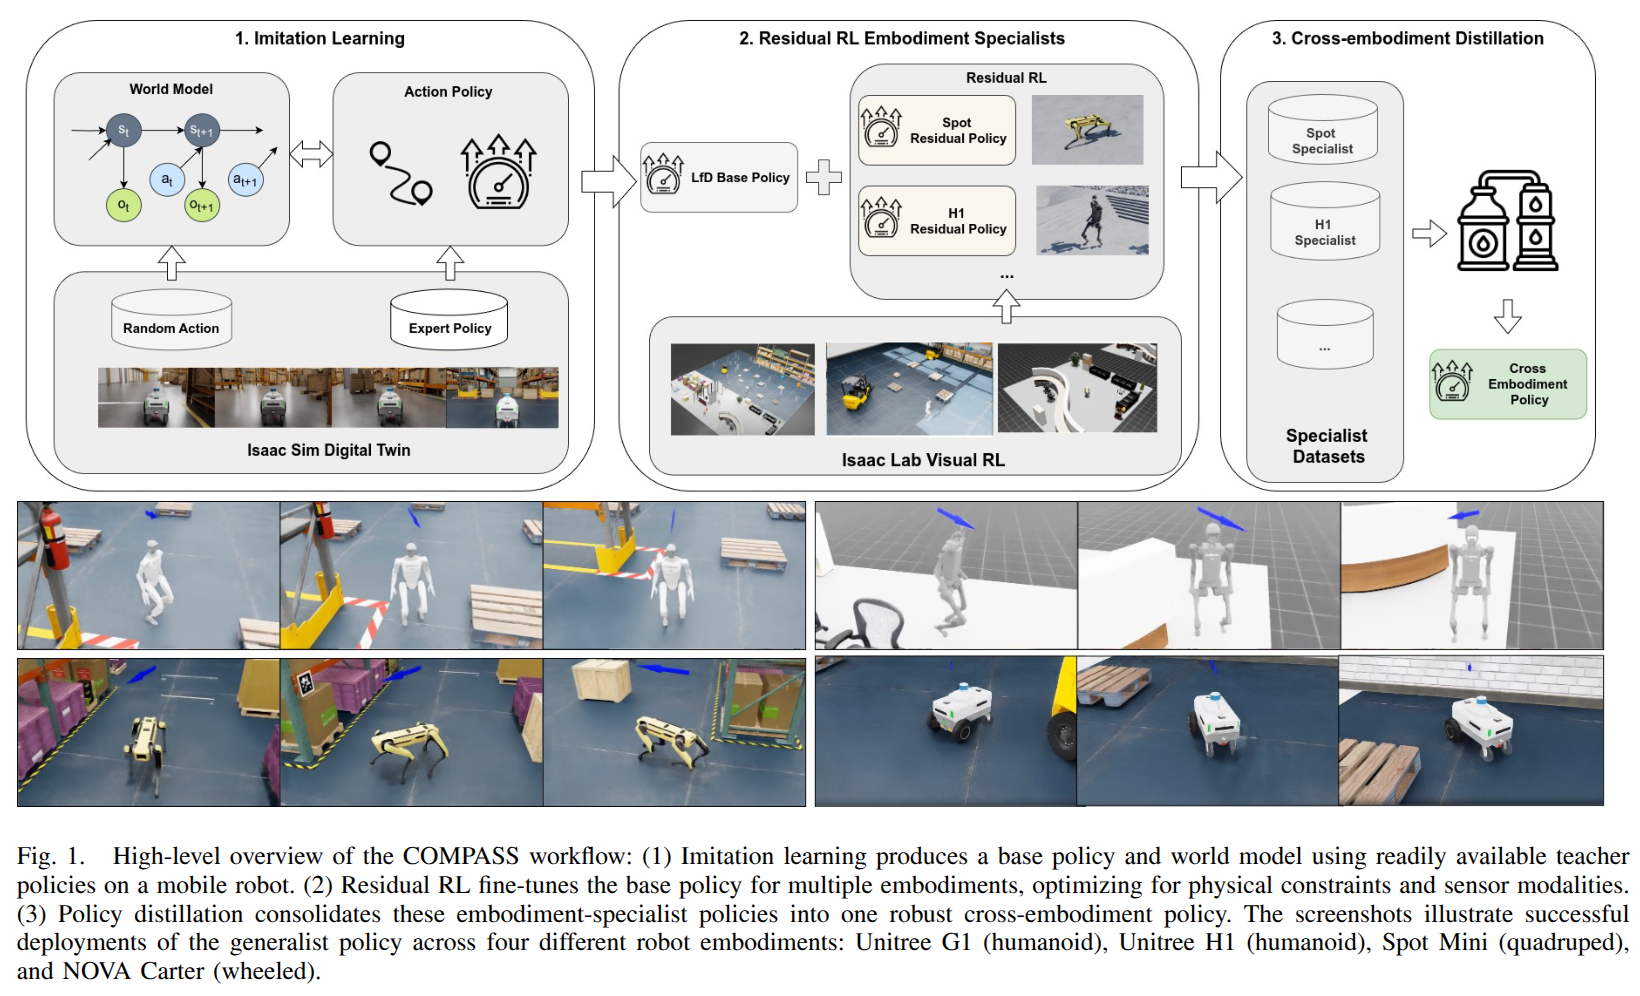 1. Imitation Learning
World Model
Action Policy
St
St+1
at
at+1
ot
ot+1
Random Action
Expert Policy
Isaac Sim Digital Twin
2. Residual RL Embodiment Specialists
LfD Base Policy
Residual RL
Spot
Residual Policy
H1
Residual Policy
...
Isaac Lab Visual RL
3. Cross-embodiment Distillation
Spot
Specialist
H1
Specialist
...
Specialist
Datasets
Cross
Embodiment
Policy
Fig. 1. High-level overview of the COMPASS workflow: (1) Imitation learning produces a base policy and world model using readily available teacher
policies on a mobile robot. (2) Residual RL fine-tunes the base policy for multiple embodiments, optimizing for physical constraints and sensor modalities.
(3) Policy distillation consolidates these embodiment-specialist policies into one robust cross-embodiment policy. The screenshots illustrate successful
deployments of the generalist policy across four different robot embodiments: Unitree G1 (humanoid), Unitree H1 (humanoid), Spot Mini (quadruped),
and NOVA Carter (wheeled).